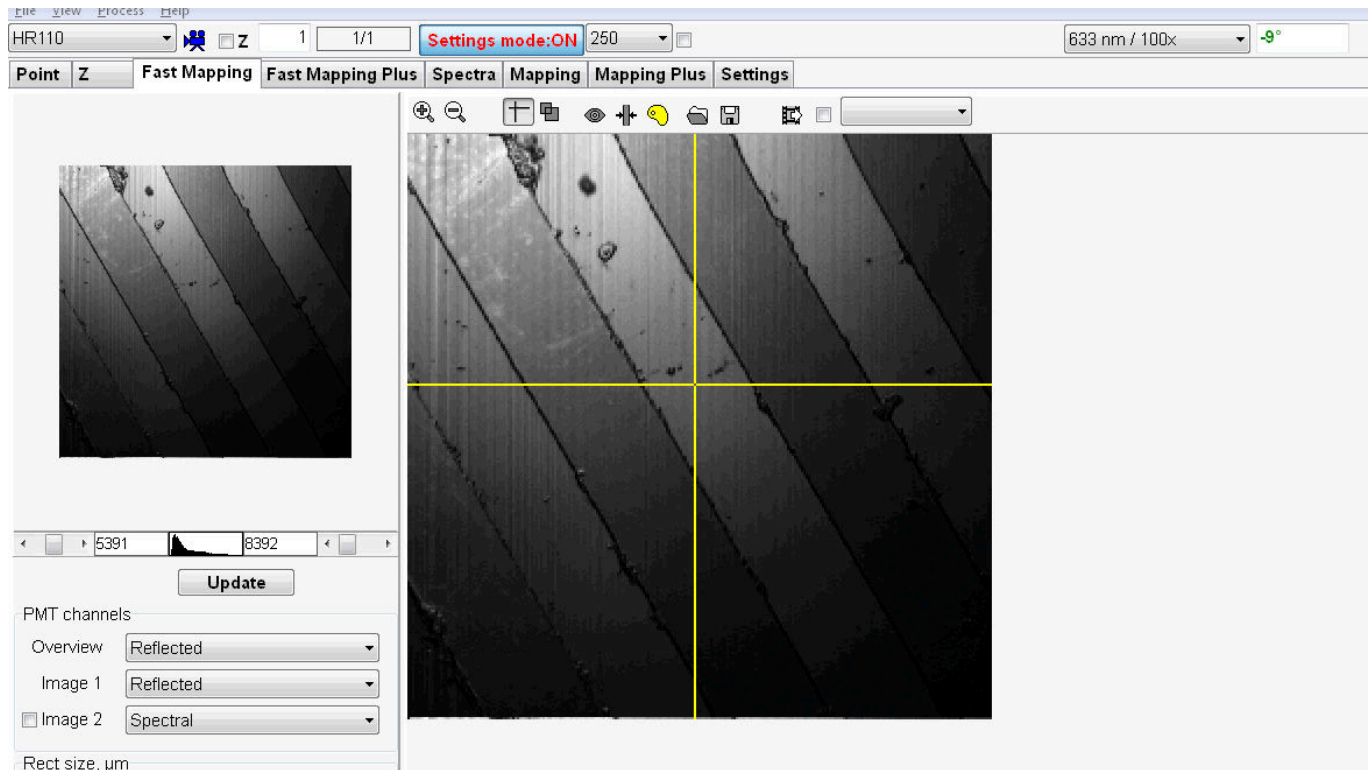 File View Process Help
HR110 Z 1 1/1 Settings mode:ON 250 633 nm / 100x -9°
Point Z Fast Mapping Fast Mapping Plus Spectra Mapping Mapping Plus Settings
5391 8392
Update
PMT channels
Overview Reflected
Image 1 Reflected
Image 2 Spectral
Rect size, µm